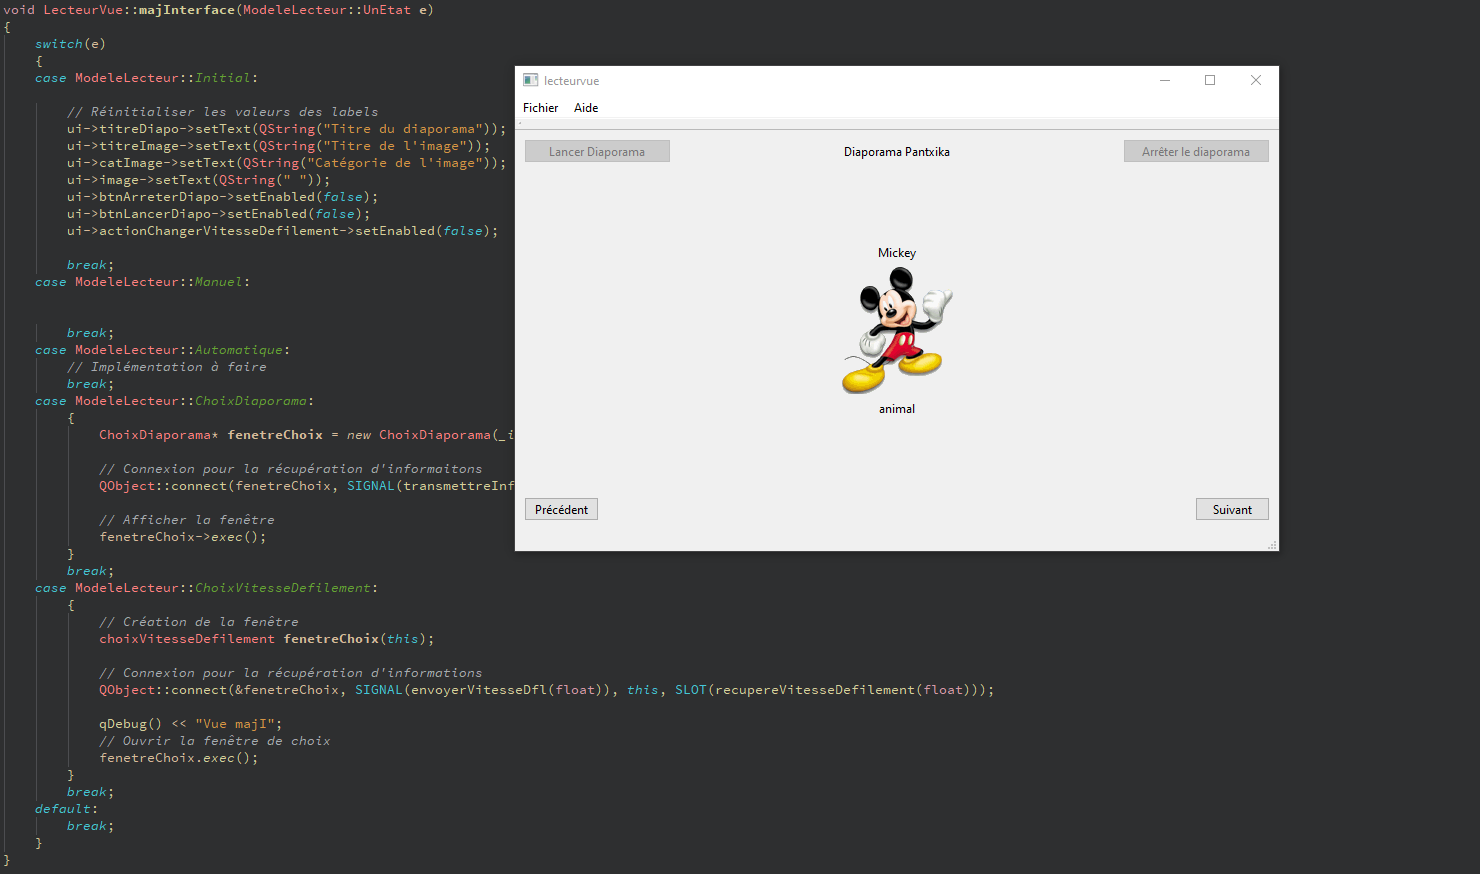 void LecteurVue::majInterface(ModeleLecteur::UnEtat e)
{
switch(e)
{
case ModeleLecteur::Initial:
// Réinitialiser les valeurs des labels
ui->titreDiapo->setText(QString("Titre du diaporama"));
ui->titreImage->setText(QString("Titre de l'image"));
ui->catImage->setText(QString("Catégorie de l'image"));
ui->image->setText(QString(" "));
ui->btnArreterDiapo->setEnabled(false);
ui->btnLancerDiapo->setEnabled(false);
ui->actionChangerVitesseDefilement->setEnabled(false);
break;
case ModeleLecteur::Manuel:
break;
case ModeleLecteur::Automatique:
// Implémentation à faire
break;
case ModeleLecteur::ChoixDiaporama:
{
ChoixDiaporama* fenetreChoix = new ChoixDiaporama(_i
// Connexion pour la récupération d'informaitons
QObject::connect(fenetreChoix, SIGNAL(transmettreInf
// Afficher la fenêtre
fenetreChoix->exec();
}
break;
case ModeleLecteur::ChoixVitesseDefilement:
{
// Création de la fenêtre
choixVitesseDefilement fenetreChoix(this);
// Connexion pour la récupération d'informations
QObject::connect(&fenetreChoix, SIGNAL(envoyerVitesseDfl(float)), this, SLOT(recupereVitesseDefilement(float)));
qDebug() << "Vue majI";
// Ouvrir la fenêtre de choix
fenetreChoix.exec();
}
break;
default:
break;
}
}
lecteurvue
Fichier Aide
Lancer Diaporama Diaporama Pantxika Arrêter le diaporama
Mickey
animal
Précédent Suivant